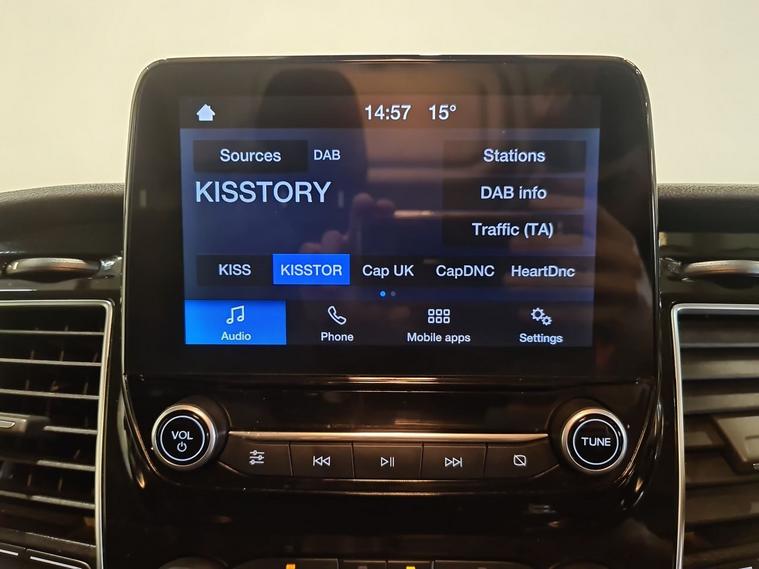 14:57 15°
Sources DAB Stations
KISSTORY DAB info
Traffic (TA)
KISS KISSTOR Cap UK CapDNC HeartDnc
Audio Phone Mobile apps Settings
VOL TUNE